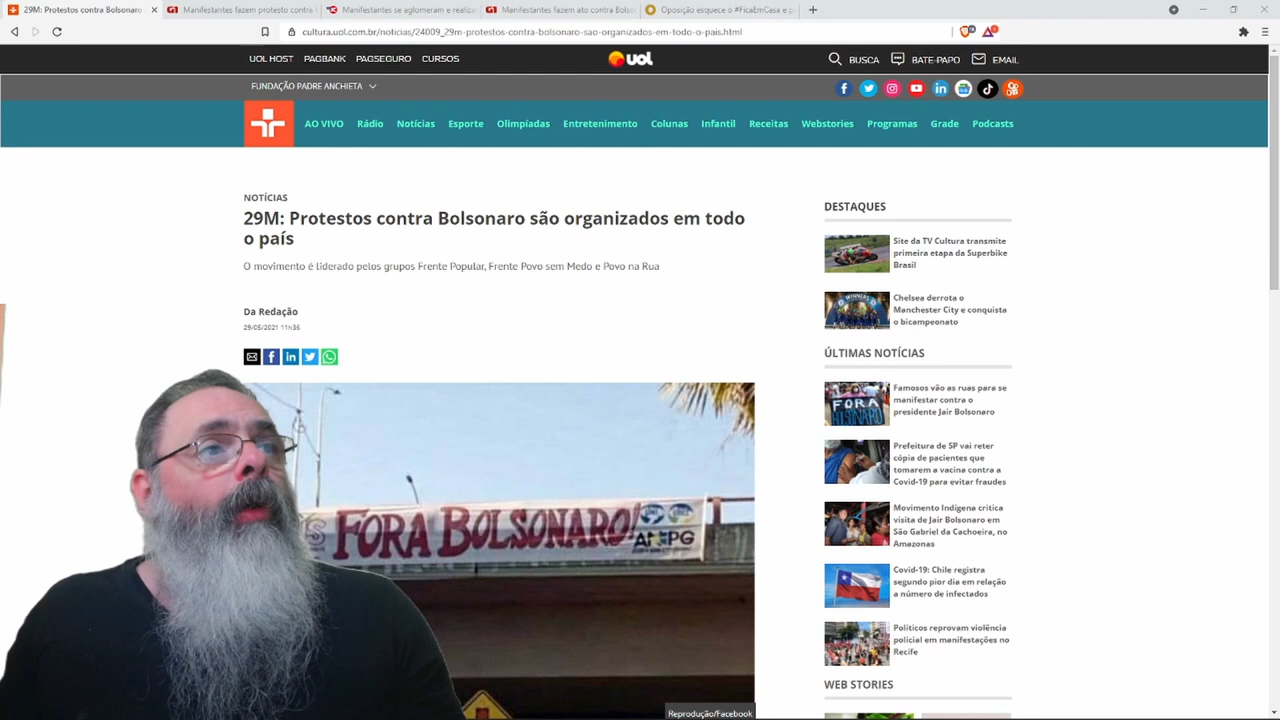 29M: Protestos contra Bolsonaro
Manifestantes fazem protesto contra
Manifestantes se aglomeram e realiz
Manifestantes fazem ato contra Bols
Oposição esquece o #FicaEmCasa e p
cultura.uol.com.br/noticias/24009_29m-protestos-contra-bolsonaro-sao-organizados-em-todo-o-pais.html
UOL HOST PAGBANK PAGSEGURO CURSOS
UOL
BUSCA BATE-PAPO EMAIL
FUNDAÇÃO PADRE ANCHIETA
AO VIVO Rádio Notícias Esporte Olimpíadas Entretenimento Colunas Infantil Receitas Webstories Programas Grade Podcasts
NOTÍCIAS
29M: Protestos contra Bolsonaro são organizados em todo
o país
O movimento é liderado pelos grupos Frente Popular, Frente Povo sem Medo e Povo na Rua
Da Redação
29/05/2021 11h36
FORA BOLSONARO!
Reprodução/Facebook
DESTAQUES
Site da TV Cultura transmite
primeira etapa da Superbike
Brasil
WINNERS
Chelsea derrota o
Manchester City e conquista
o bicampeonato
ÚLTIMAS NOTÍCIAS
FORA
BOLSONARO
Famosos vão as ruas para se
manifestar contra o
presidente Jair Bolsonaro
Prefeitura de SP vai reter
cópia de pacientes que
tomarem a vacina contra a
Covid-19 para evitar fraudes
Movimento Indígena critica
visita de Jair Bolsonaro em
São Gabriel da Cachoeira, no
Amazonas
Covid-19: Chile registra
segundo pior dia em relação
a número de infectados
Políticos reprovam violência
policial em manifestações no
Recife
WEB STORIES